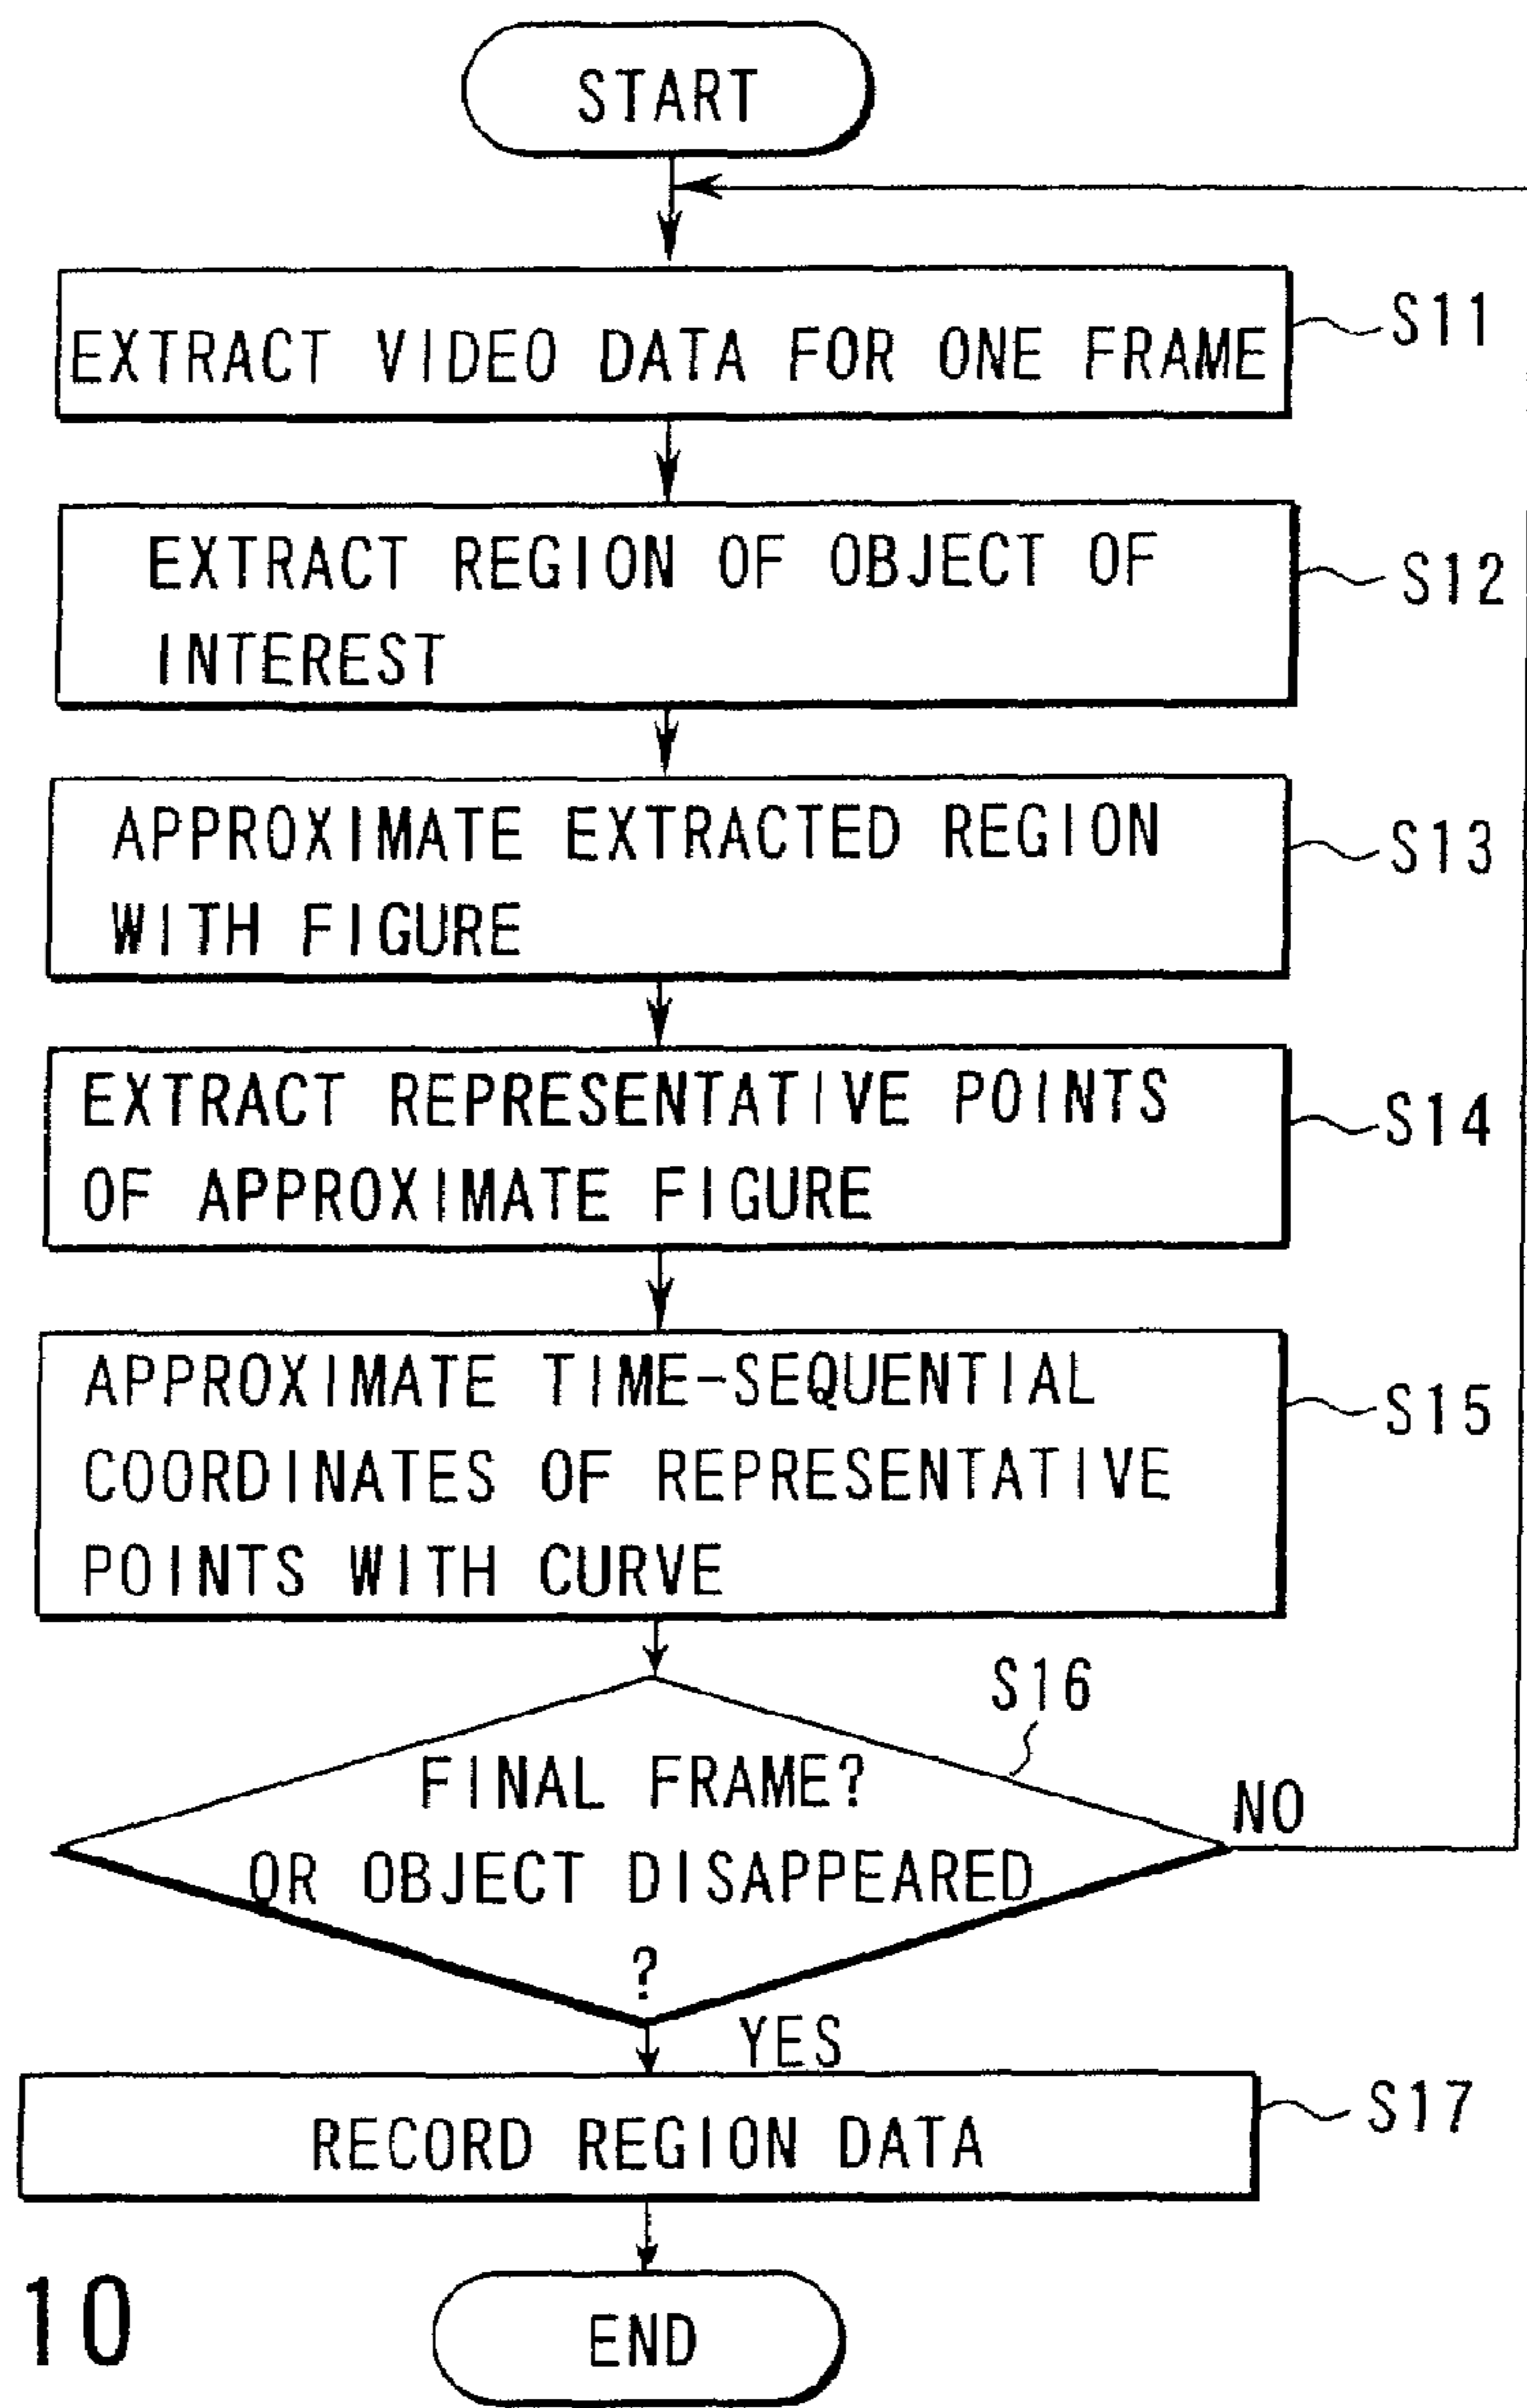 START
EXTRACT VIDEO DATA FOR ONE FRAME
S11
EXTRACT REGION OF OBJECT OF
INTEREST
S12
APPROXIMATE EXTRACTED REGION
WITH FIGURE
S13
EXTRACT REPRESENTATIVE POINTS
OF APPROXIMATE FIGURE
S14
APPROXIMATE TIME-SEQUENTIAL
COORDINATES OF REPRESENTATIVE
POINTS WITH CURVE
S15
S16
FINAL FRAME?
OR OBJECT DISAPPEARED
?
NO
YES
RECORD REGION DATA
S17
END
10